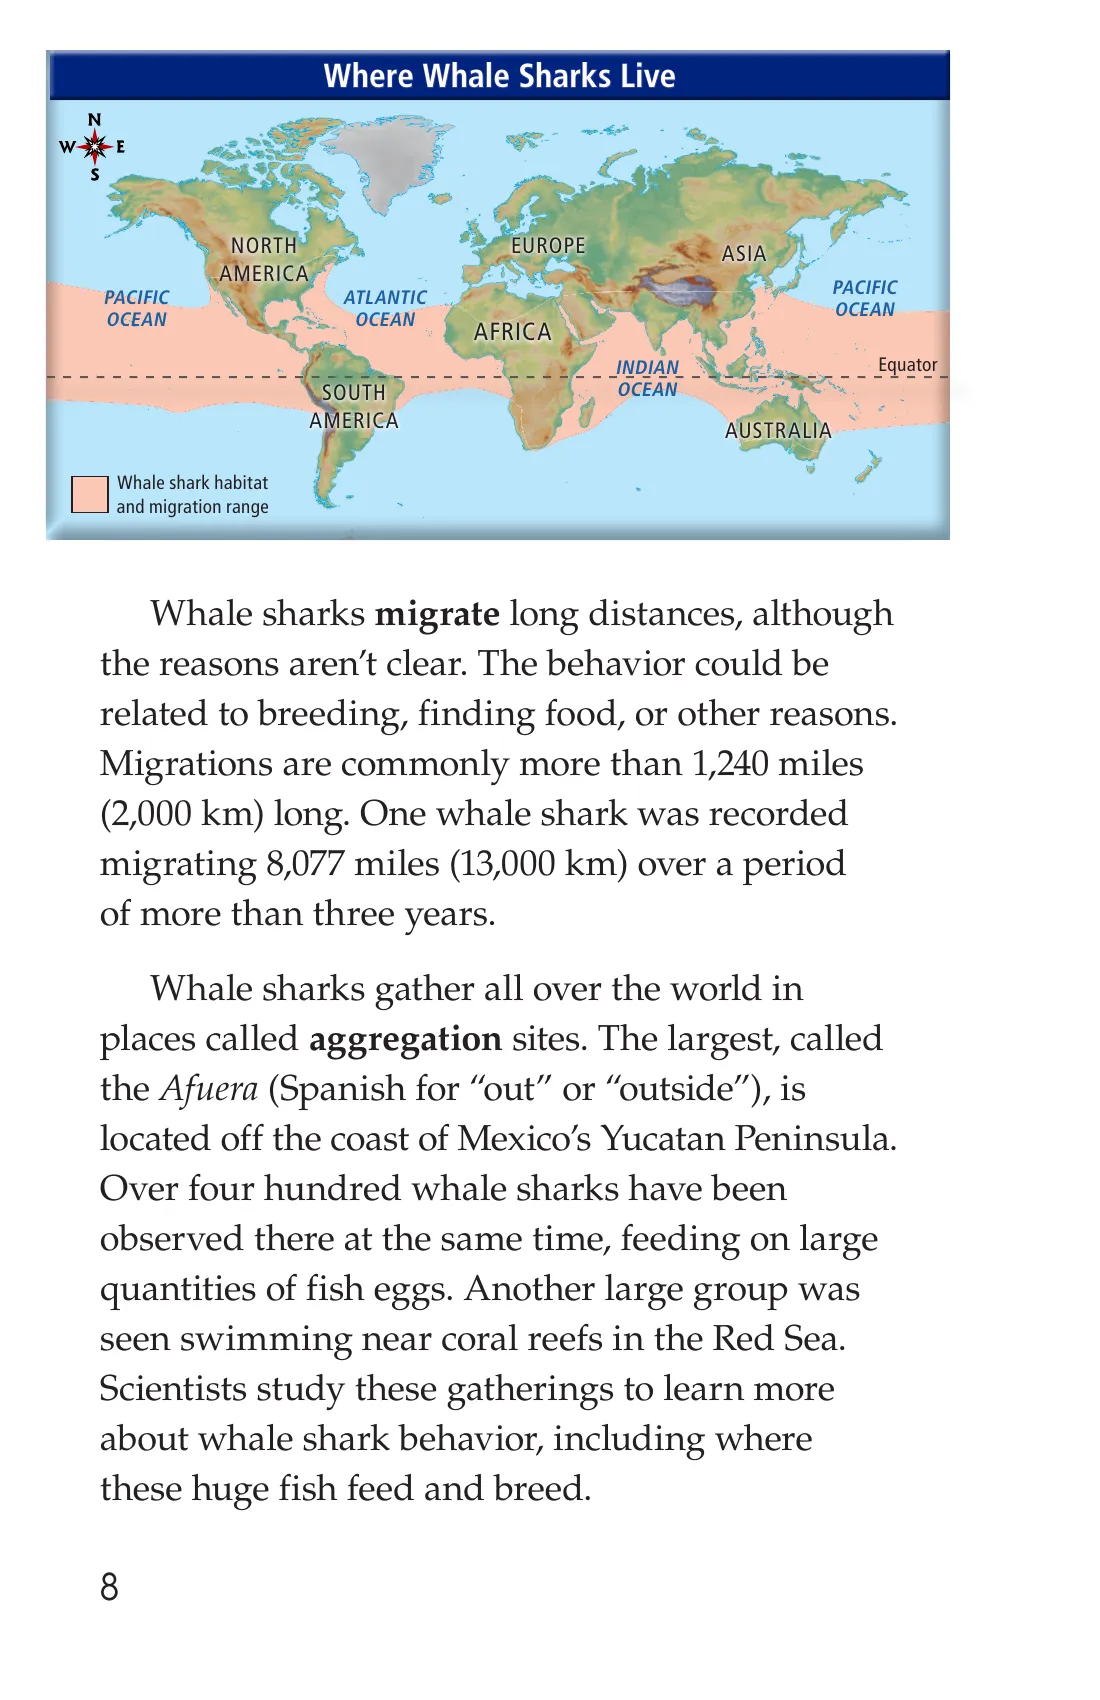 Where Whale Sharks Live
N
W E
S
NORTH
AMERICA
EUROPE
ASIA
PACIFIC
OCEAN
ATLANTIC
OCEAN
PACIFIC
OCEAN
AFRICA
INDIAN
OCEAN
Equator
SOUTH
AMERICA
AUSTRALIA
Whale shark habitat
and migration range
Whale sharks migrate long distances, although
the reasons aren’t clear. The behavior could be
related to breeding, finding food, or other reasons.
Migrations are commonly more than 1,240 miles
(2,000 km) long. One whale shark was recorded
migrating 8,077 miles (13,000 km) over a period
of more than three years.
Whale sharks gather all over the world in
places called aggregation sites. The largest, called
the Afuera (Spanish for “out” or “outside”), is
located off the coast of Mexico’s Yucatan Peninsula.
Over four hundred whale sharks have been
observed there at the same time, feeding on large
quantities of fish eggs. Another large group was
seen swimming near coral reefs in the Red Sea.
Scientists study these gatherings to learn more
about whale shark behavior, including where
these huge fish feed and breed.
8